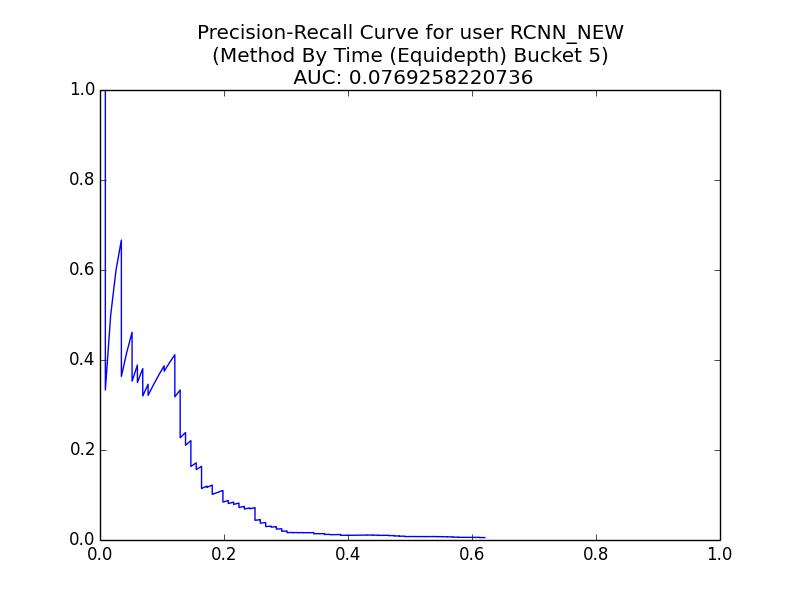 Precision-Recall Curve for user RCNN_NEW
(Method By Time (Equidepth) Bucket 5)
AUC: 0.0769258220736
1.0
0.8
0.6
0.4
0.2
0.0
0.0 0.2 0.4 0.6 0.8 1.0